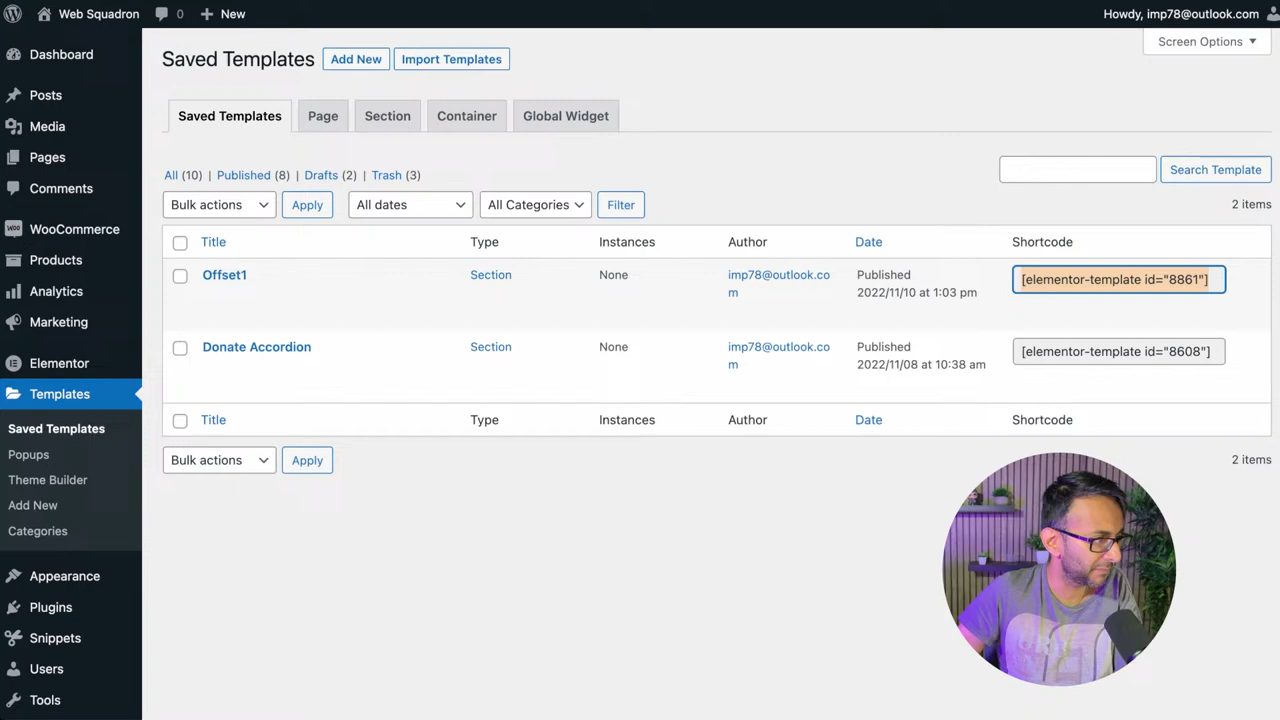 Web Squadron
0
New
Howdy, imp78@outlook.com
Screen Options
Dashboard
Posts
Media
Pages
Comments
WooCommerce
Products
Analytics
Marketing
Elementor
Templates
Saved Templates
Popups
Theme Builder
Add New
Categories
Appearance
Plugins
Snippets
Users
Tools
Saved Templates
Add New
Import Templates
Saved Templates
Page
Section
Container
Global Widget
All (10) | Published (8) | Drafts (2) | Trash (3)
Search Template
Bulk actions
Apply
All dates
All Categories
Filter
2 items
Title
Type
Instances
Author
Date
Shortcode
Offset1
Section
None
imp78@outlook.co
m
Published
2022/11/10 at 1:03 pm
[elementor-template id="8861"]
Donate Accordion
Section
None
imp78@outlook.co
m
Published
2022/11/08 at 10:38 am
[elementor-template id="8608"]
Title
Type
Instances
Author
Date
Shortcode
Bulk actions
Apply
2 items